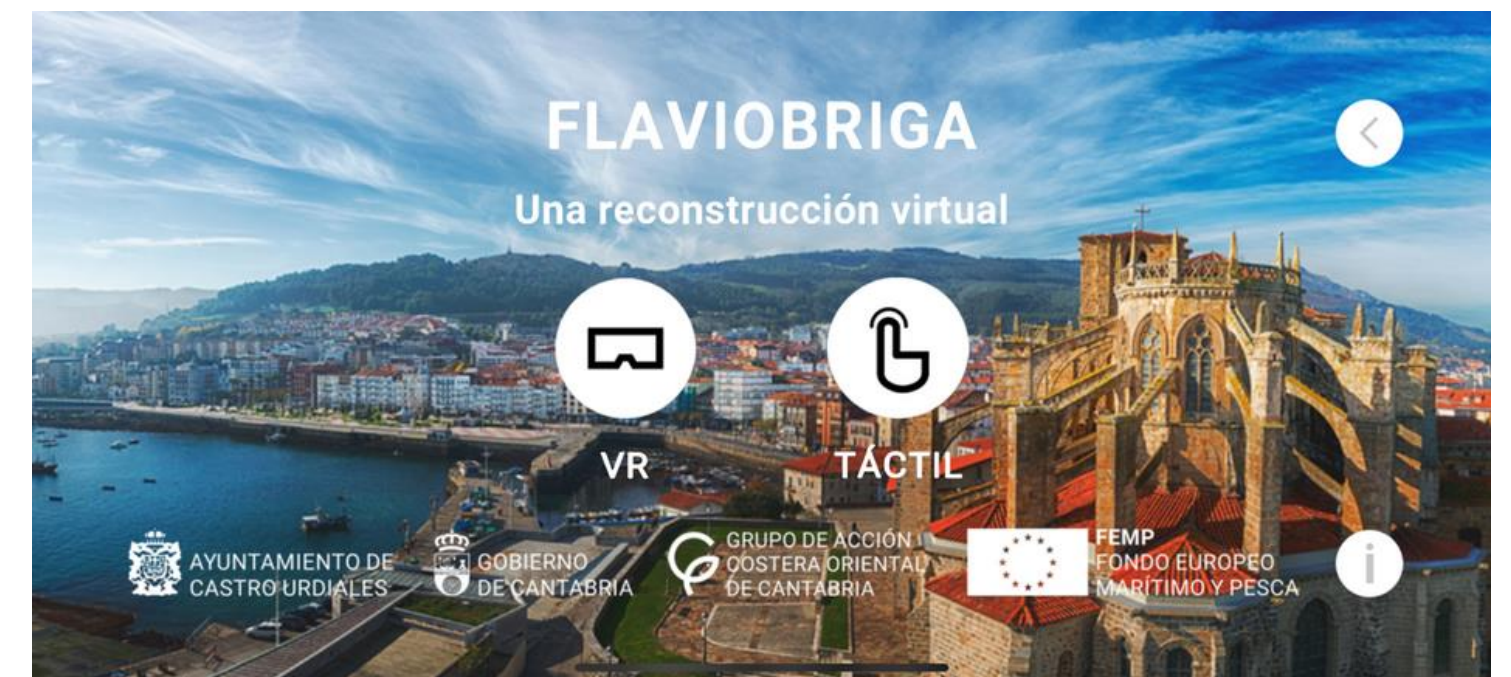 FLAVIOBRIGA
Una reconstrucción virtual
VR
TÁCTIL
AYUNTAMIENTO DE
CASTRO URDIALES
GOBIERNO
DE CANTABRIA
GRUPO DE ACCIÓN
COSTERA ORIENTAL
DE CANTABRIA
FEMP
FONDO EUROPEO
MARÍTIMO Y PESCA
i